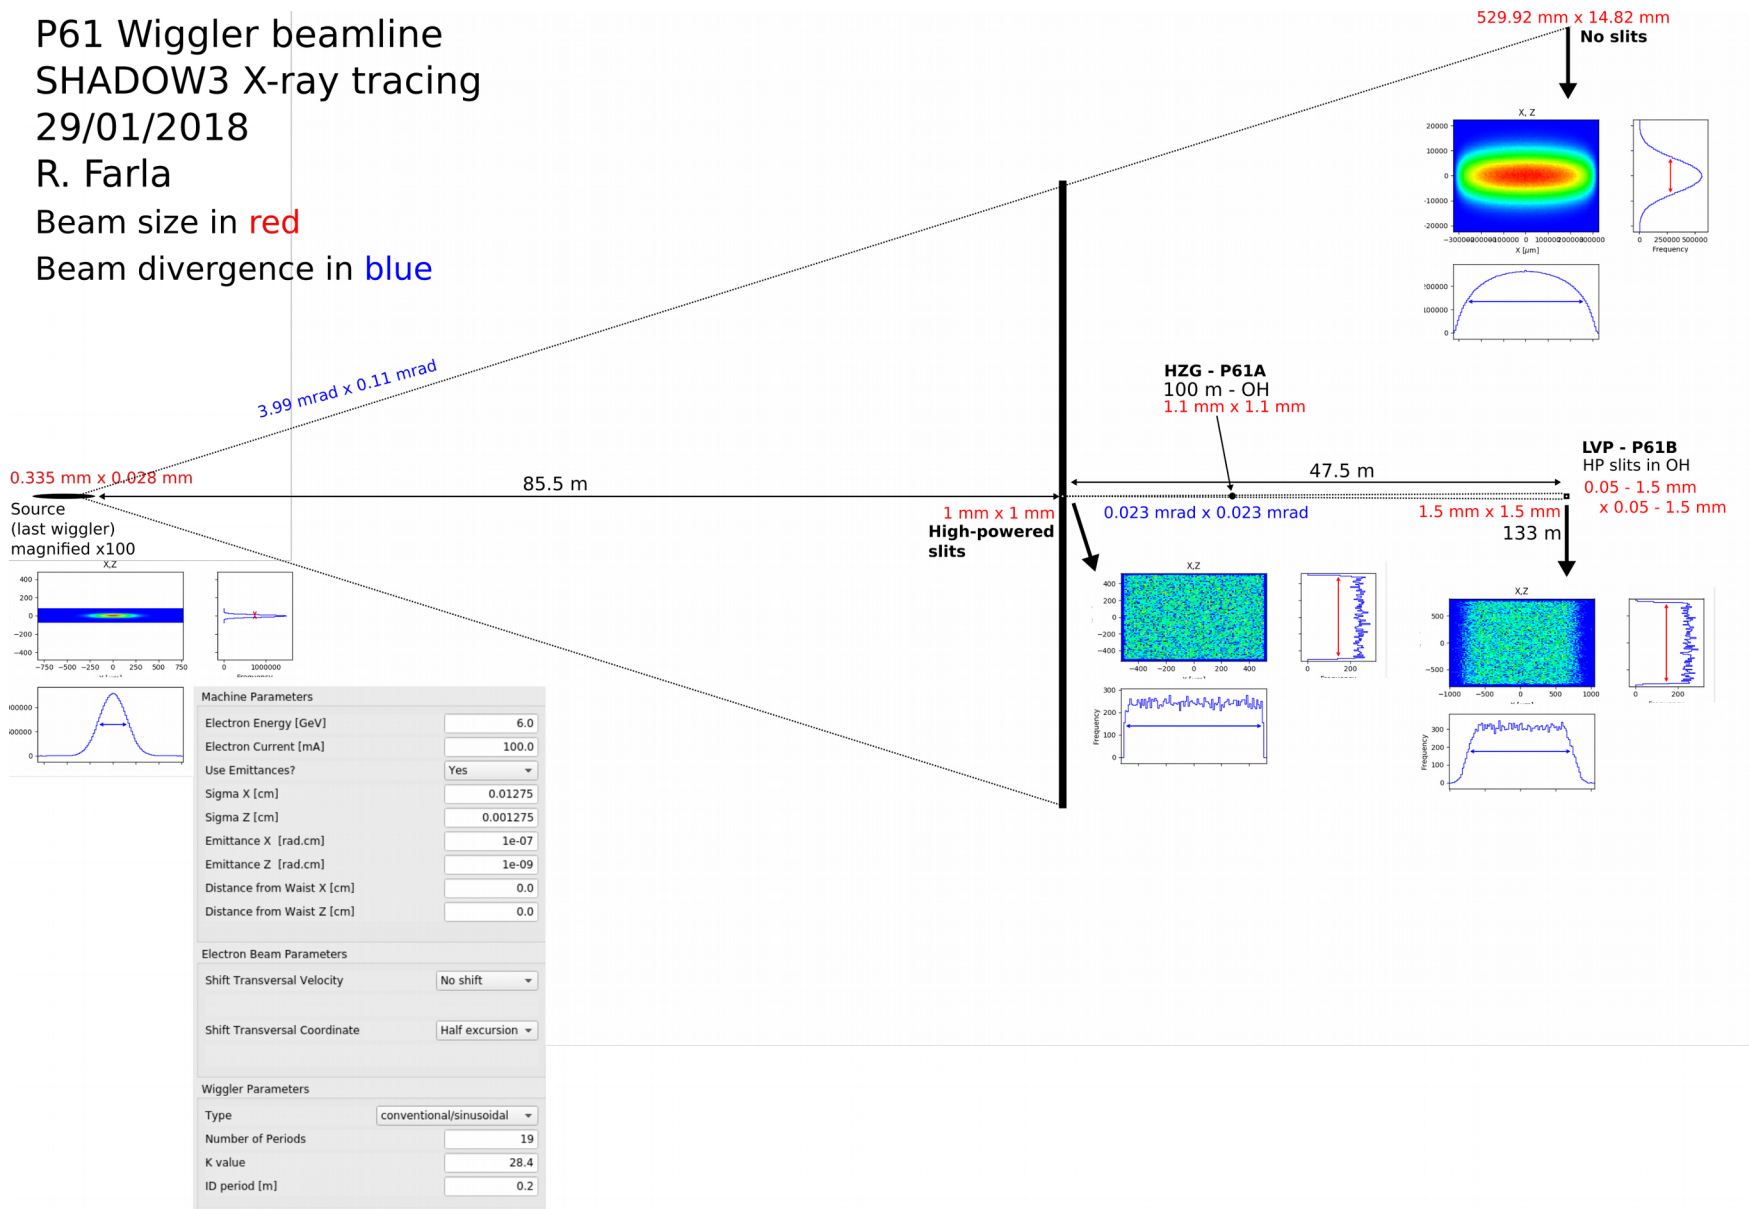 P61 Wiggler beamline
SHADOW3 X-ray tracing
29/01/2018
R. Farla
Beam size in red
Beam divergence in blue
529.92 mm x 14.82 mm
No slits
X, Z
20000
10000
0
−10000
−20000
0
100000
X [μm]
0 250000 500000
Frequency
100000
0
3.99 mrad x 0.11 mrad
HZG - P61A
100 m - OH
1.1 mm x 1.1 mm
LVP - P61B
HP slits in OH
0.05 - 1.5 mm
x 0.05 - 1.5 mm
0.335 mm x 0.028 mm
85.5 m
47.5 m
Source
(last wiggler)
magnified x100
1 mm x 1 mm
High-powered
slits
0.023 mrad x 0.023 mrad
1.5 mm x 1.5 mm
133 m
X,Z
400
200
0
−200
−400
−750 −500 −250 0 250 500 750
0 1000000
0
X,Z
400
200
0
−200
−400
−400 −200 0 200 400
0 200
Frequency
300
200
100
0
X,Z
500
0
−500
−1000 −500 0 500 1000
0 200
Frequency
300
200
100
0
Machine Parameters
Electron Energy [GeV] 6.0
Electron Current [mA] 100.0
Use Emittances? Yes
Sigma X [cm] 0.01275
Sigma Z [cm] 0.001275
Emittance X [rad.cm] 1e-07
Emittance Z [rad.cm] 1e-09
Distance from Waist X [cm] 0.0
Distance from Waist Z [cm] 0.0
Electron Beam Parameters
Shift Transversal Velocity No shift
Shift Transversal Coordinate Half excursion
Wiggler Parameters
Type conventional/sinusoidal
Number of Periods 19
K value 28.4
ID period [m] 0.2